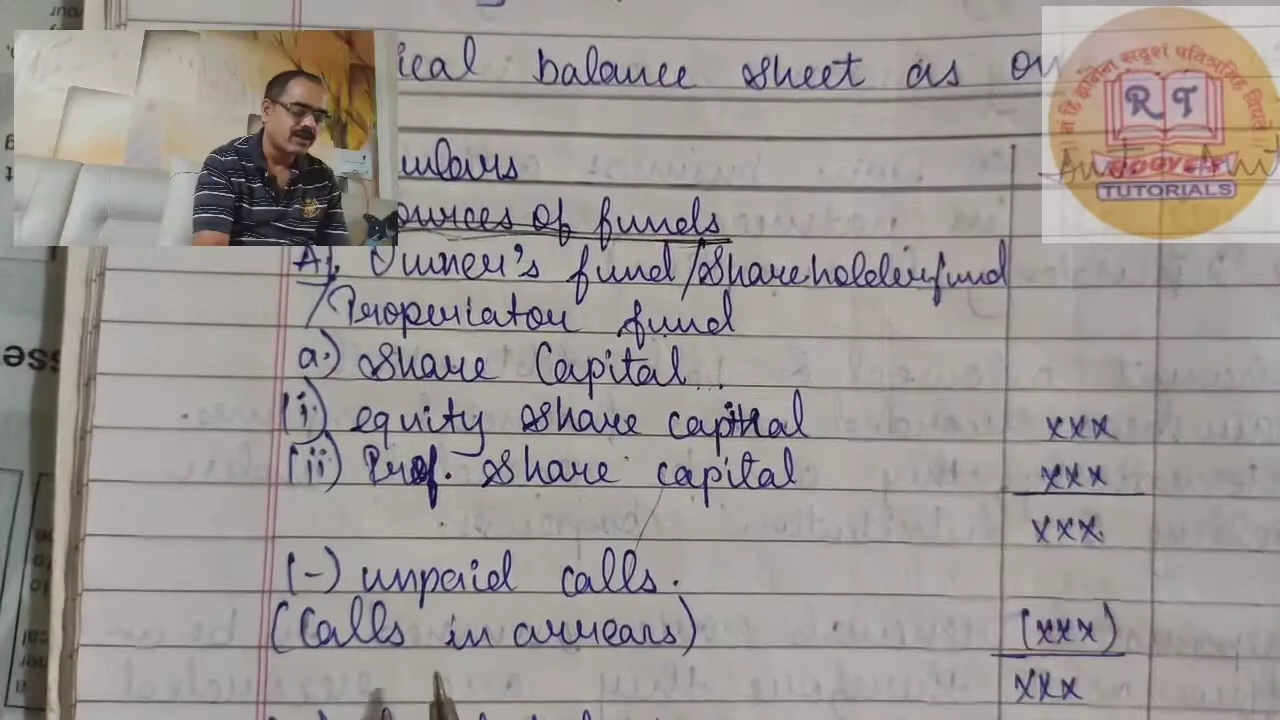 ical balance sheet as on
ulars
ources of funds
A). Owner's fund/Shareholder fund
/Properiator fund
a.) Share Capital
(i) equity share capital xxx
(ii) Pref. share capital xxx
xxx
(-) unpaid calls.
(Calls in arrears) (xxx)
xxx
R T
TUTORIALS